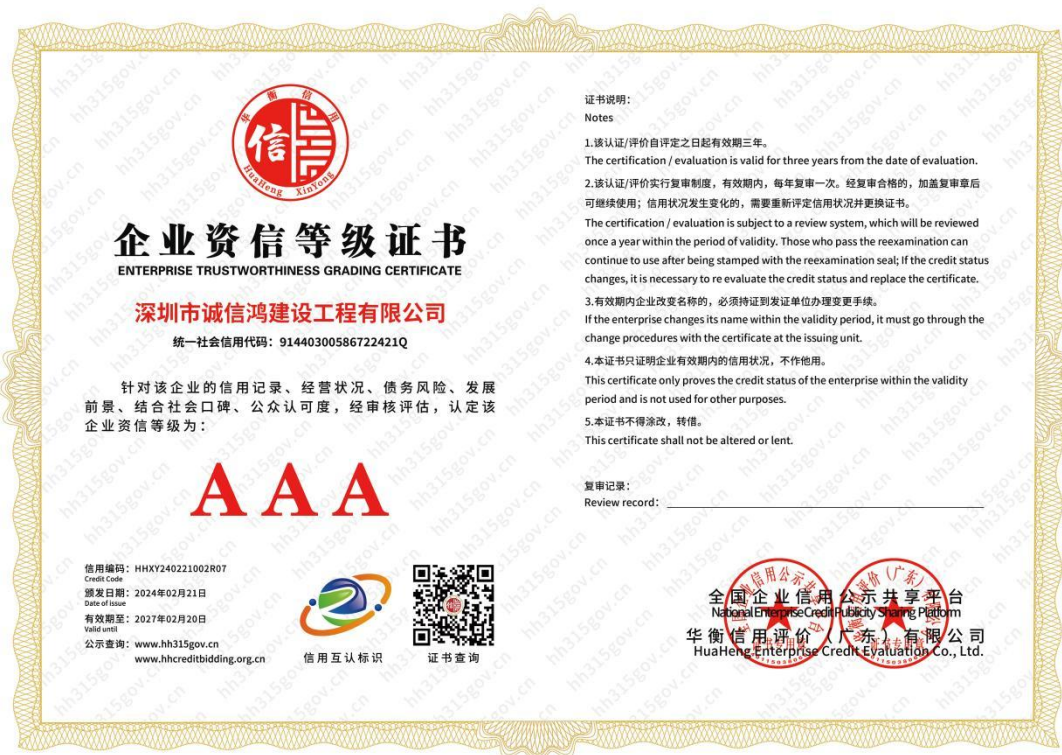 华衡信用
信
HuaHeng XinYong
企业资信等级证书
ENTERPRISE TRUSTWORTHINESS GRADING CERTIFICATE
深圳市诚信鸿建设工程有限公司
统一社会信用代码：91440300586722421Q
针对该企业的信用记录、经营状况、债务风险、发展
前景、结合社会口碑、公众认可度，经审核评估，认定该
企业资信等级为：
AAA
信用编码：HHXY240221002R07
Credit Code
颁发日期：2024年02月21日
Date of issue
有效期至：2027年02月20日
Valid until
公示查询：www.hh315gov.cn
www.hhcreditbidding.org.cn
信用互认标识
证书查询
证书说明：
Notes
1.该认证/评价自评定之日起有效期三年。
The certification / evaluation is valid for three years from the date of evaluation.
2.该认证/评价实行复审制度，有效期内，每年复审一次。经复审合格的，加盖复审章后
可继续使用；信用状况发生变化的，需要重新评定信用状况并更换证书。
The certification / evaluation is subject to a review system, which will be reviewed
once a year within the period of validity. Those who pass the reexamination can
continue to use after being stamped with the reexamination seal; If the credit status
changes, it is necessary to re evaluate the credit status and replace the certificate.
3.有效期内企业改变名称的，必须持证到发证单位办理变更手续。
If the enterprise changes its name within the validity period, it must go through the
change procedures with the certificate at the issuing unit.
4.本证书只证明企业有效期内的信用状况，不作他用。
This certificate only proves the credit status of the enterprise within the validity
period and is not used for other purposes.
5.本证书不得涂改，转借。
This certificate shall not be altered or lent.
复审记录：
Review record:
全国企业信用公示共享平台
National Enterprise Credit Publicity Sharing Platform
华衡信用评价（广东）有限公司
HuaHeng Enterprise Credit Evaluation Co., Ltd.
证书专用章
证书专用章
hh315gov.cn